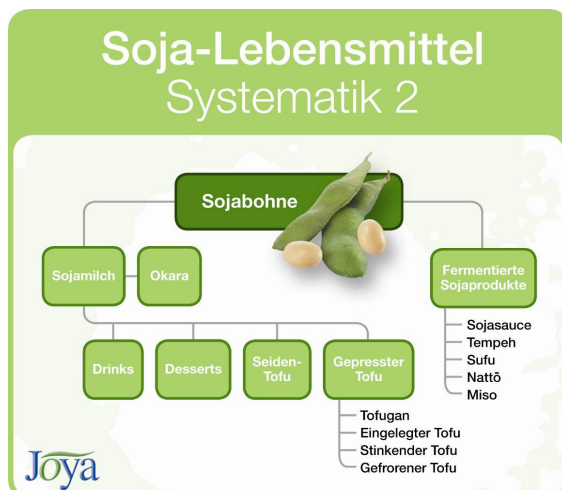 Soja-Lebensmittel
Systematik 2
Sojabohne
Sojamilch
Okara
Fermentierte
Sojaprodukte
Sojasauce
Tempeh
Sufu
Nattō
Miso
Drinks
Desserts
Seiden-
Tofu
Gepresster
Tofu
Tofugan
Eingelegter Tofu
Stinkender Tofu
Gefrorener Tofu
Joya